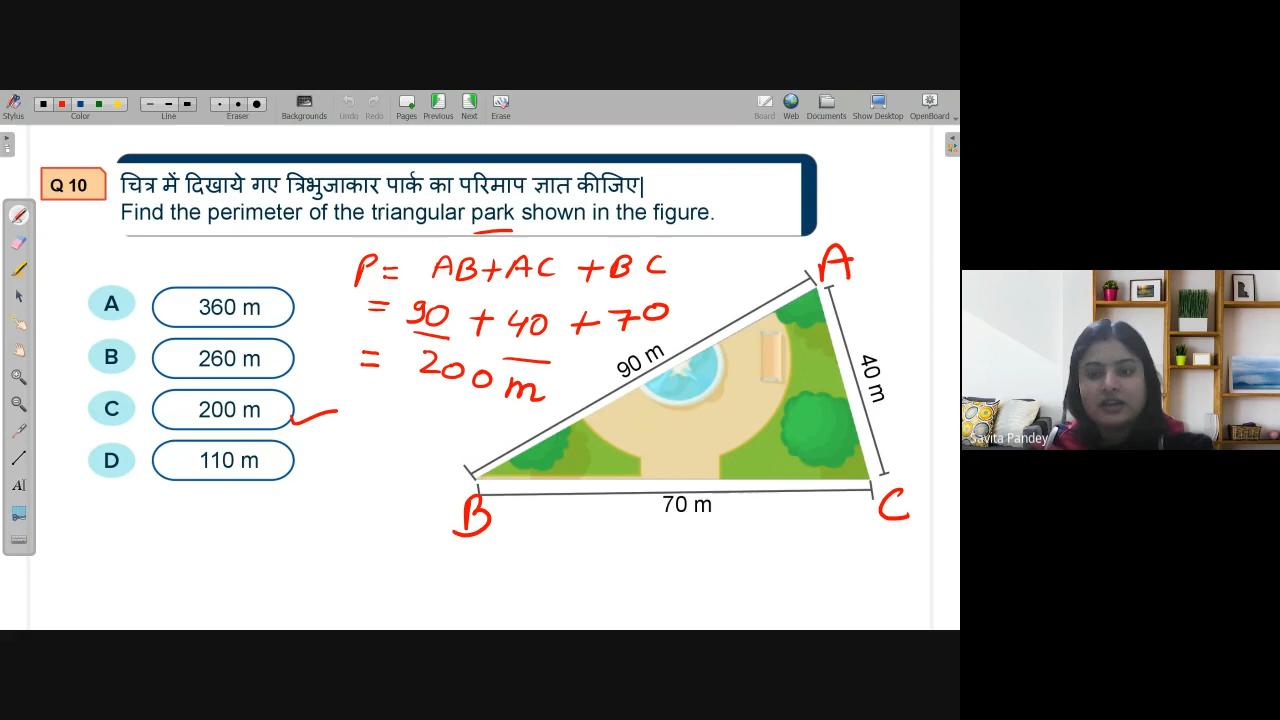 Stylus
Color
Line
Eraser
Backgrounds
Undo
Redo
Pages
Previous
Next
Erase
Board
Web
Documents
Show Desktop
OpenBoard
Q 10
चित्र में दिखाये गए त्रिभुजाकार पार्क का परिमाप ज्ञात कीजिए|
Find the perimeter of the triangular park shown in the figure.
A 360 m
B 260 m
C 200 m
D 110 m
P = AB+AC +BC
= 90 + 40 +70
= 200 m
A
B
C
90 m
40 m
70 m
Savita Pandey